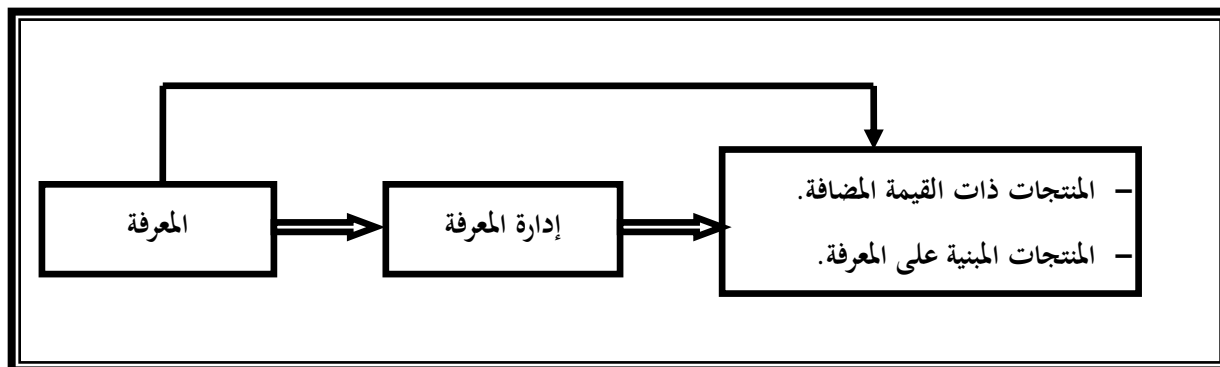 المعرفة
إدارة المعرفة
– المنتجات ذات القيمة المضافة.
– المنتجات المبنية على المعرفة.